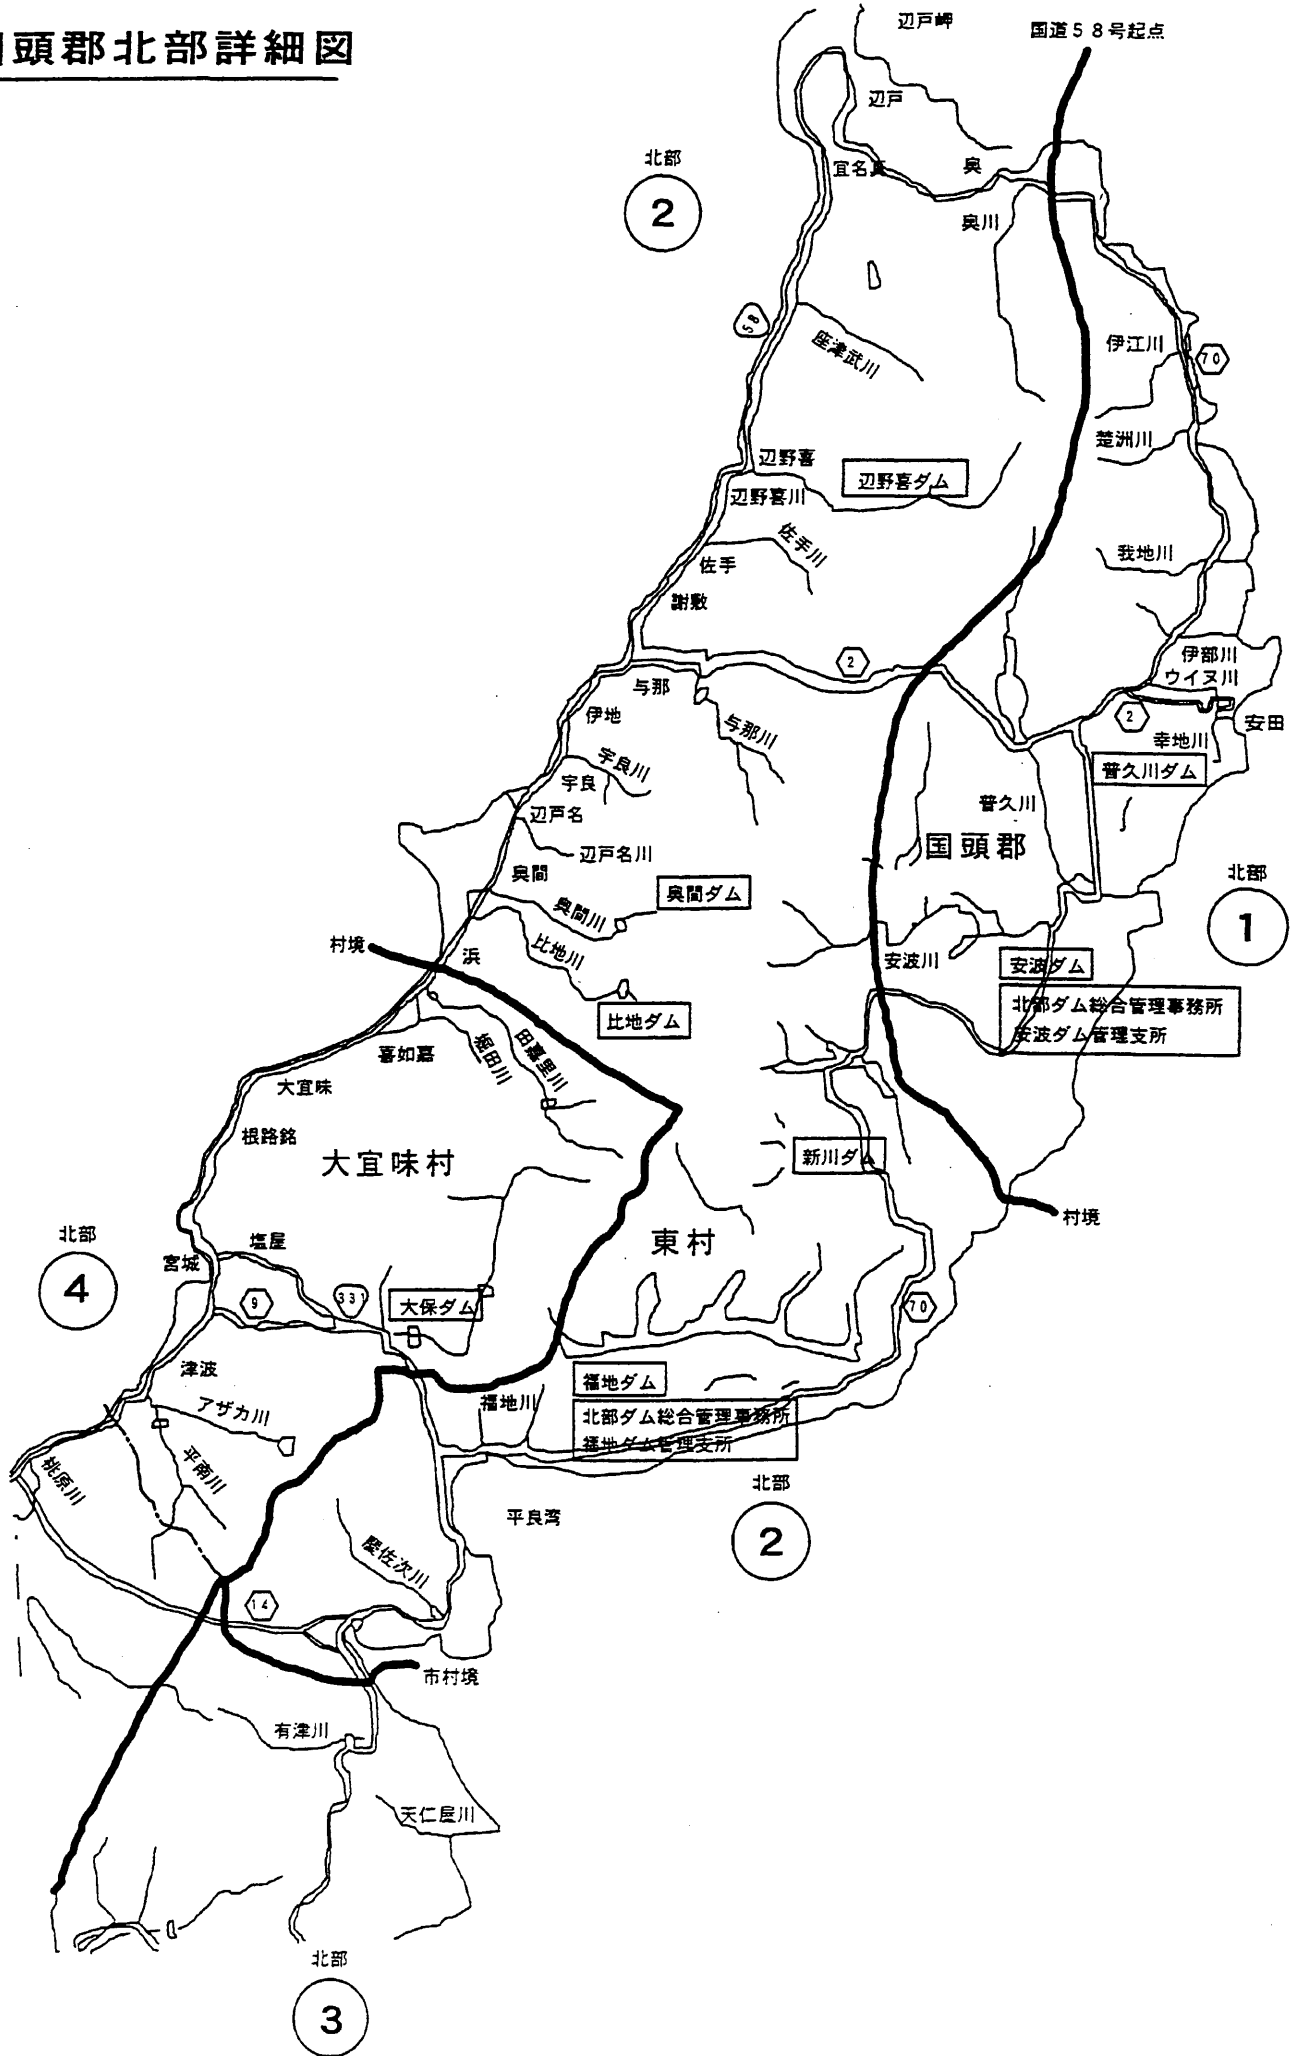 頭郡北部詳細図
辺戸岬
国道58号起点
辺戸
北部
2
宜名真
奥
奥川
58
座津武川
伊江川
70
楚洲川
辺野喜
辺野喜ダム
辺野喜川
佐手川
佐手
我地川
謝敷
伊部川
ウイヌ川
2
与那
伊地
与那川
2
安田
幸地川
普久川ダム
宇良川
宇良
普久川
辺戸名
辺戸名川
国頭郡
奥間
奥間ダム
奥間川
北部
1
村境
浜
比地川
安波川
安波ダム
北部ダム総合管理事務所
安波ダム管理支所
比地ダム
喜如嘉
堀田川
田嘉里川
大宜味
根路銘
大宜味村
新川ダム
村境
東村
北部
4
塩屋
宮城
9
331
大保ダム
70
津波
アザカ川
福地川
福地ダム
北部ダム総合管理事務所
福地ダム管理支所
平南川
桃原川
北部
2
平良湾
慶佐次川
14
市村境
有津川
天仁屋川
北部
3